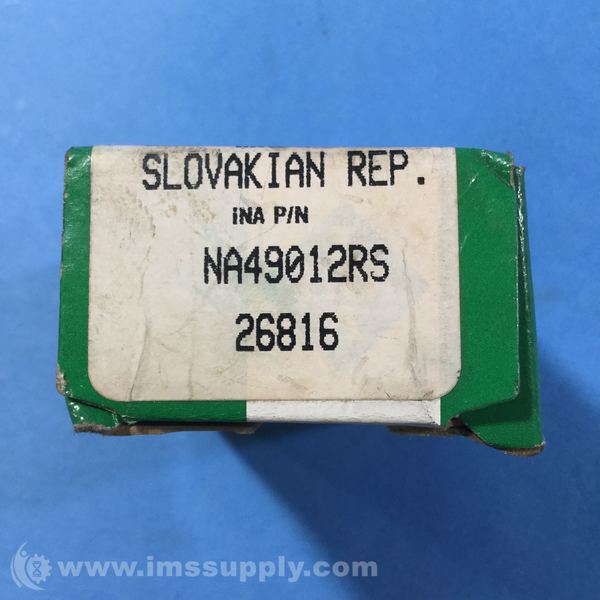 SLOVAKIAN REP.
INA P/N
NA49012RS
26816
www.imssupply.com